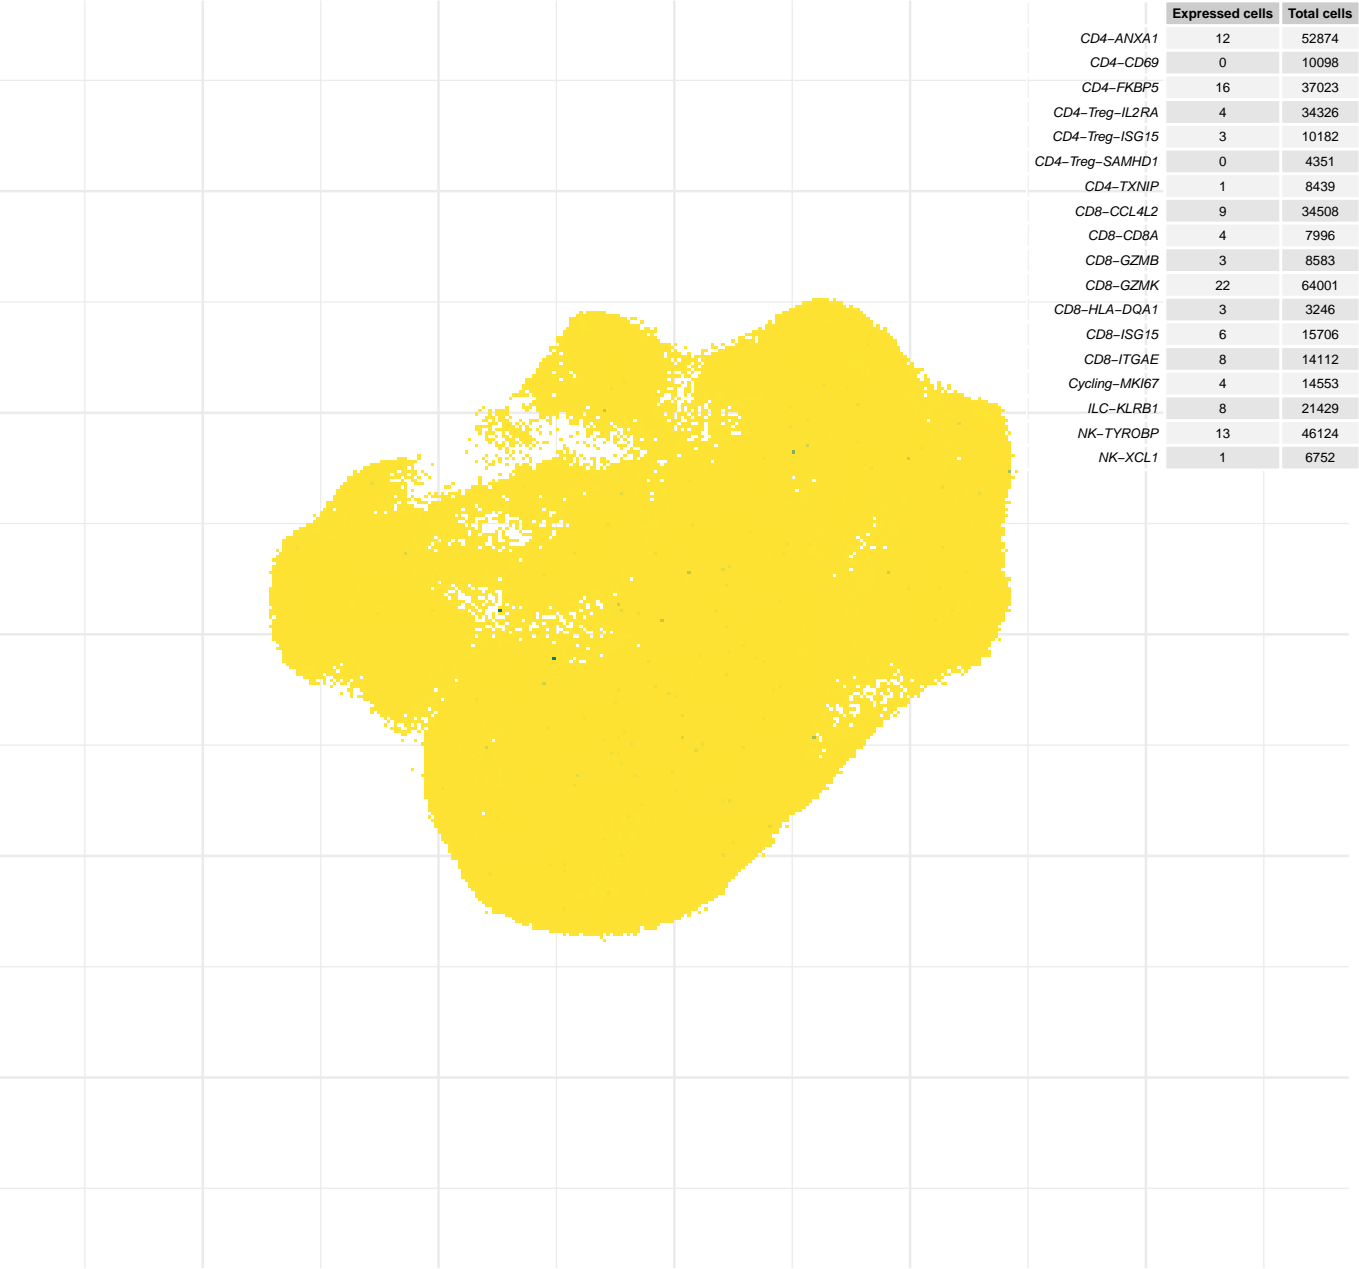 Expressed cells Total cells
CD4−ANXA1 12 52874
CD4−CD69 0 10098
CD4−FKBP5 16 37023
CD4−Treg−IL2RA 4 34326
CD4−Treg−ISG15 3 10182
CD4−Treg−SAMHD1 0 4351
CD4−TXNIP 1 8439
CD8−CCL4L2 9 34508
CD8−CD8A 4 7996
CD8−GZMB 3 8583
CD8−GZMK 22 64001
CD8−HLA−DQA1 3 3246
CD8−ISG15 6 15706
CD8−ITGAE 8 14112
Cycling−MKI67 4 14553
ILC−KLRB1 8 21429
NK−TYROBP 13 46124
NK−XCL1 1 6752